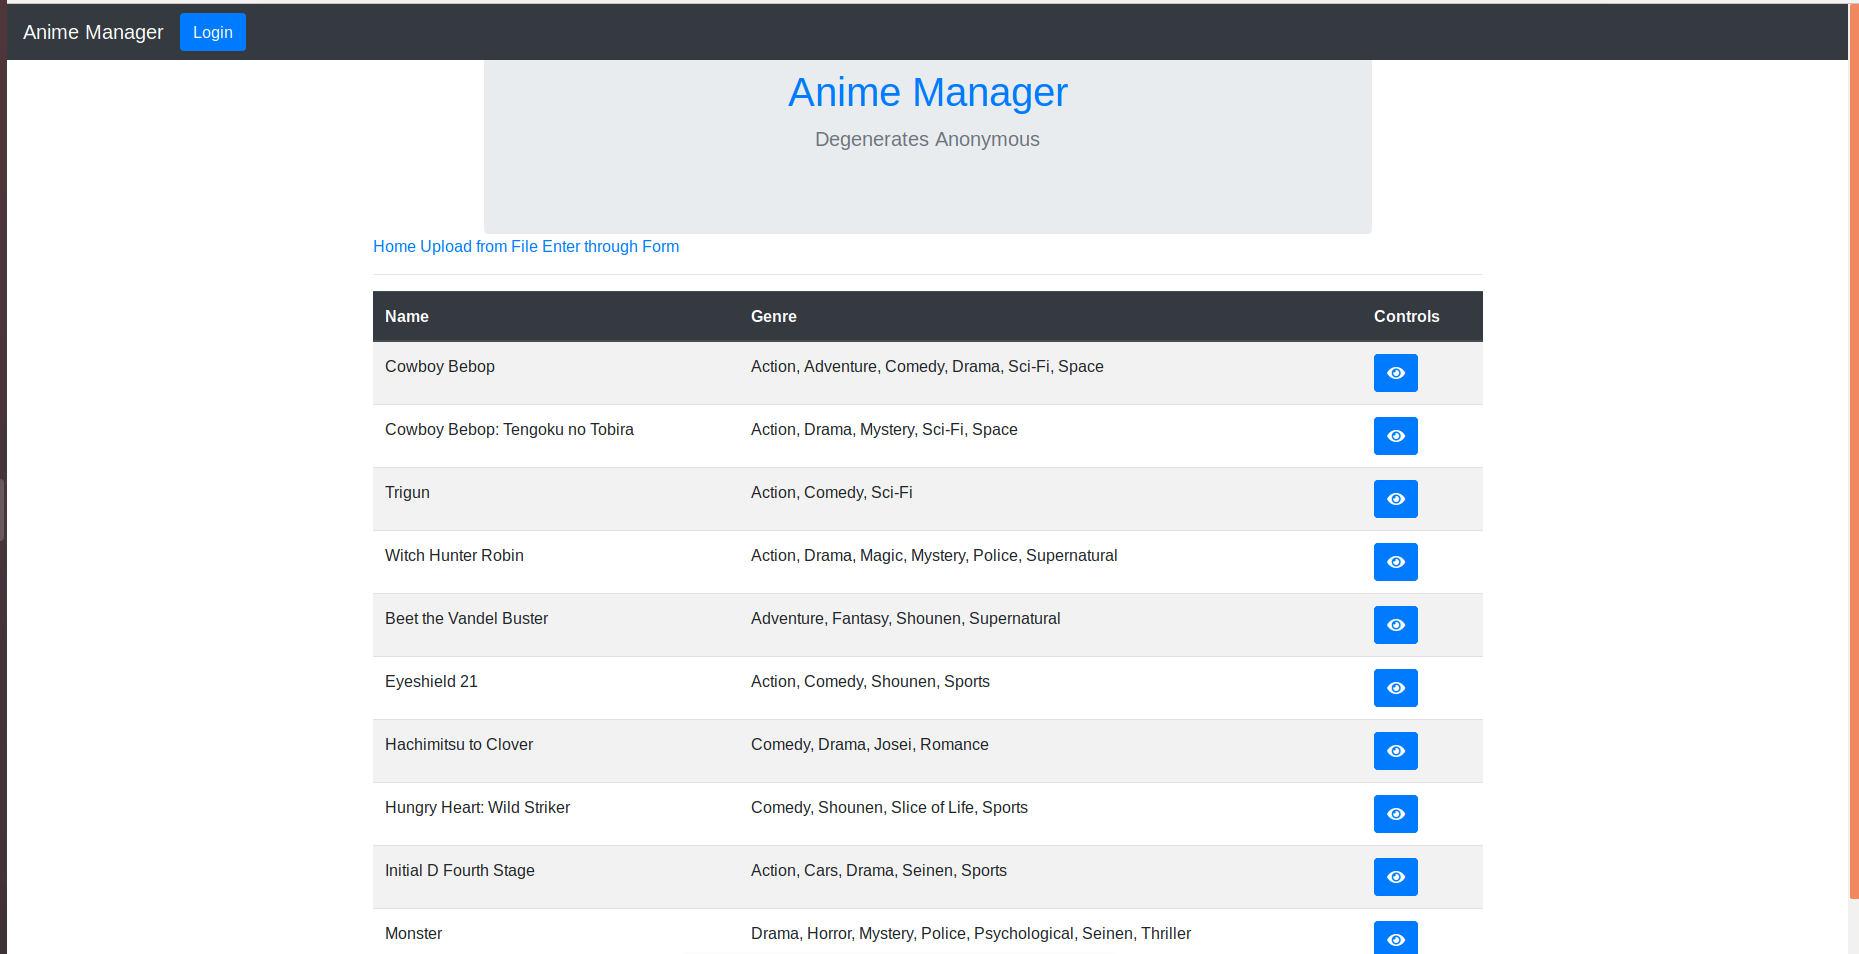 Anime Manager Login
Anime Manager
Degenerates Anonymous
Home Upload from File Enter through Form
Name Genre Controls
Cowboy Bebop Action, Adventure, Comedy, Drama, Sci-Fi, Space
Cowboy Bebop: Tengoku no Tobira Action, Drama, Mystery, Sci-Fi, Space
Trigun Action, Comedy, Sci-Fi
Witch Hunter Robin Action, Drama, Magic, Mystery, Police, Supernatural
Beet the Vandel Buster Adventure, Fantasy, Shounen, Supernatural
Eyeshield 21 Action, Comedy, Shounen, Sports
Hachimitsu to Clover Comedy, Drama, Josei, Romance
Hungry Heart: Wild Striker Comedy, Shounen, Slice of Life, Sports
Initial D Fourth Stage Action, Cars, Drama, Seinen, Sports
Monster Drama, Horror, Mystery, Police, Psychological, Seinen, Thriller